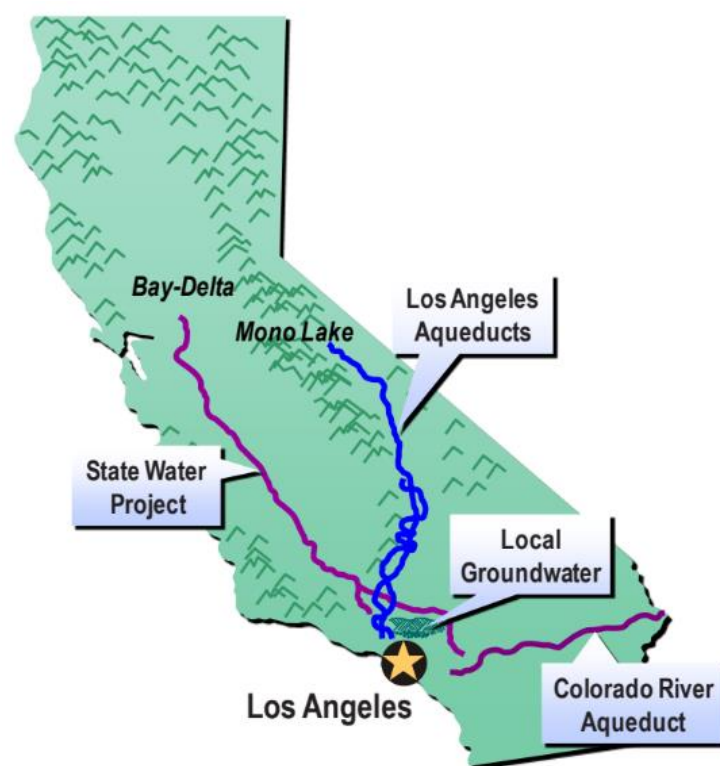 Bay-Delta
Mono Lake
Los Angeles
Aqueducts
State Water
Project
Local
Groundwater
Los Angeles
Colorado River
Aqueduct